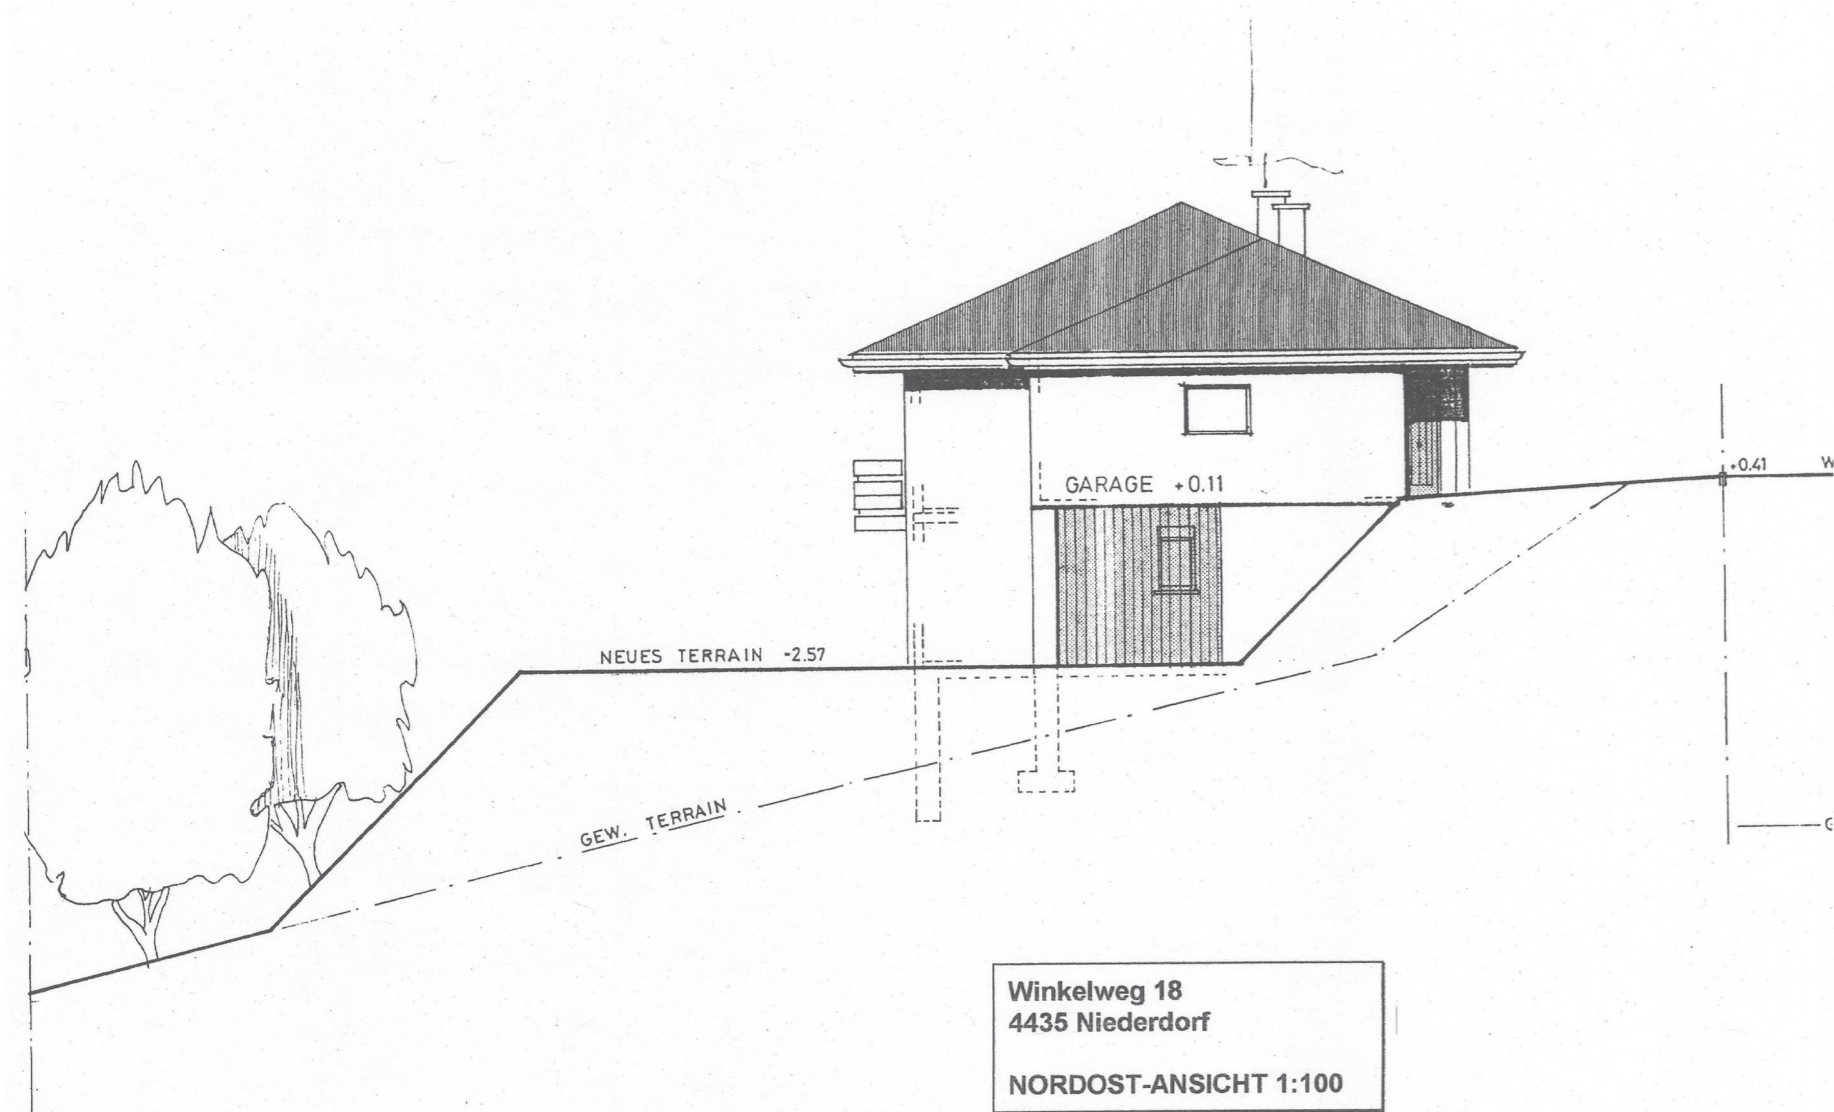 +0.41
W
GARAGE +0.11
NEUES TERRAIN -2.57
GEW. TERRAIN
G
Winkelweg 18
4435 Niederdorf
NORDOST-ANSICHT 1:100